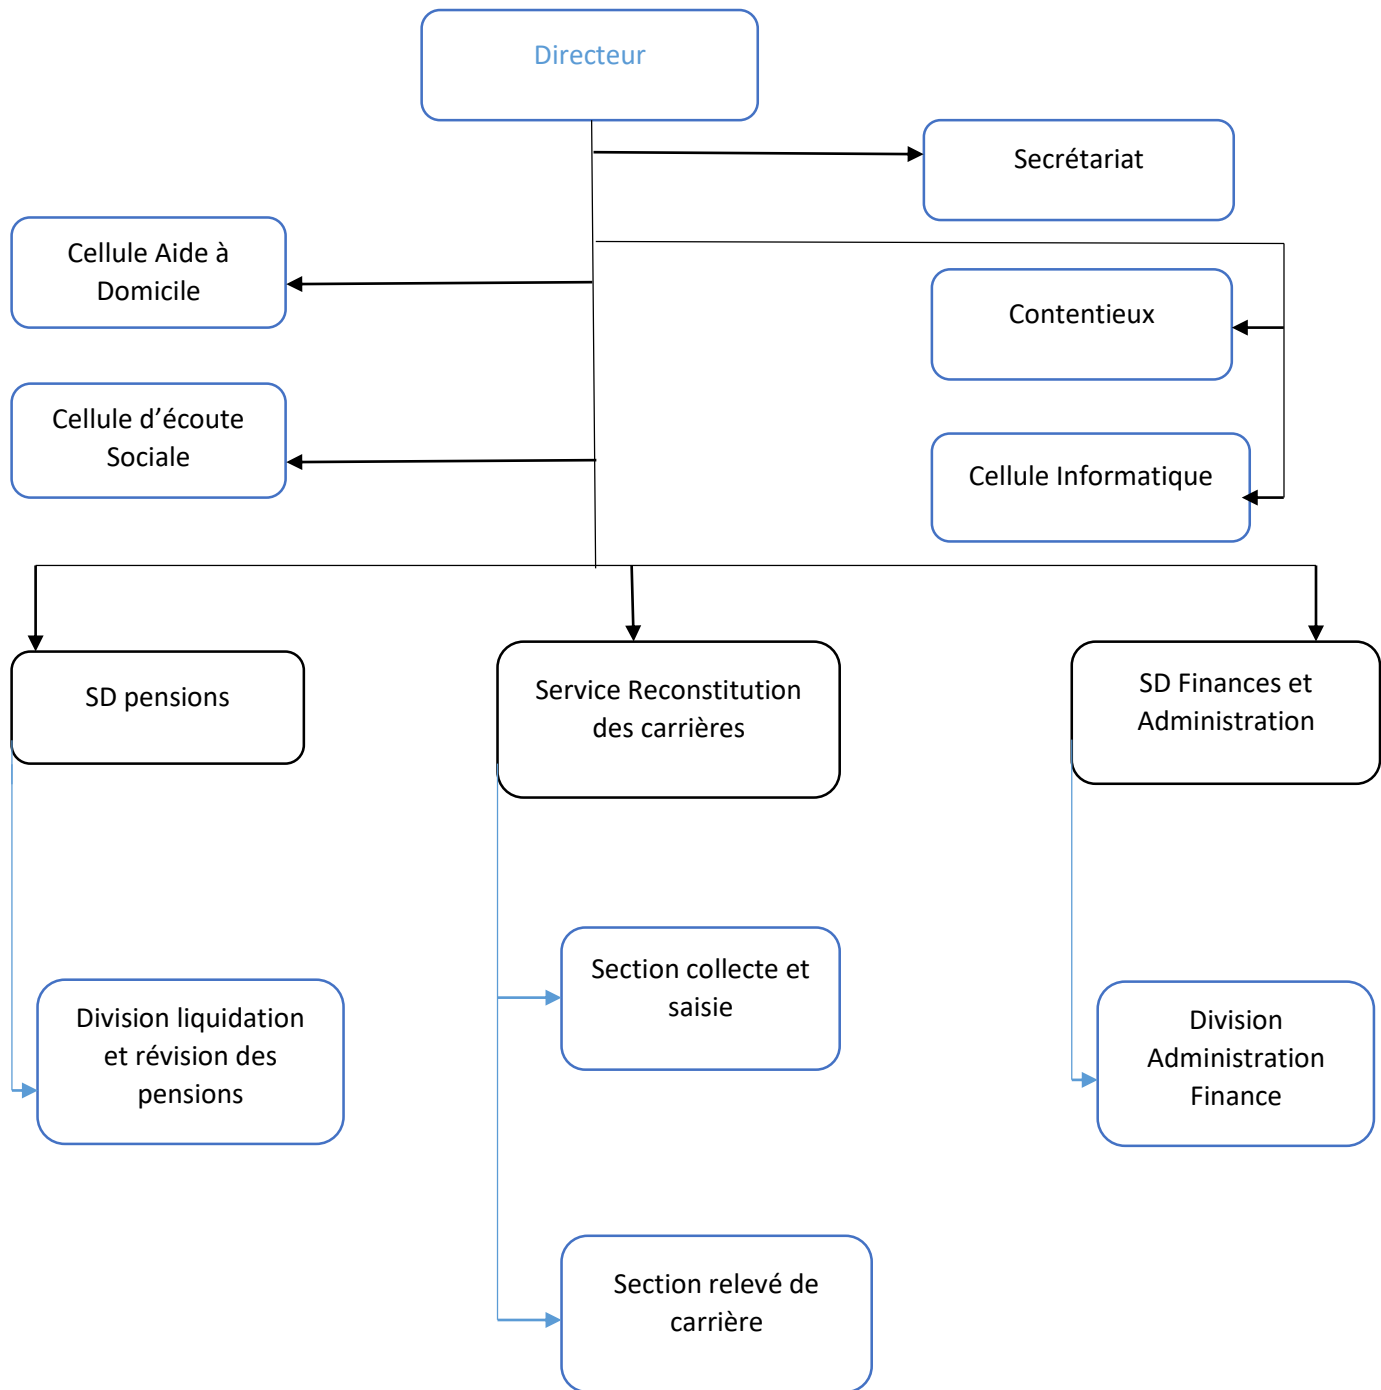 Directeur
Secrétariat
Cellule Aide à
Domicile
Contentieux
Cellule d’écoute
Sociale
Cellule Informatique
SD pensions
Service Reconstitution
des carrières
SD Finances et
Administration
Section collecte et
saisie
Division liquidation
et révision des
pensions
Division
Administration
Finance
Section relevé de
carrière